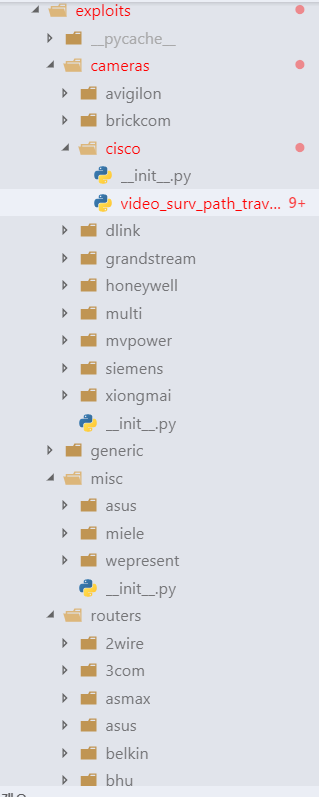 exploits
__pycache__
cameras
avigilon
brickcom
cisco
__init__.py
video_surv_path_trav... 9+
dlink
grandstream
honeywell
multi
mvpower
siemens
xiongmai
__init__.py
generic
misc
asus
miele
wepresent
__init__.py
routers
2wire
3com
asmax
asus
belkin
bhu